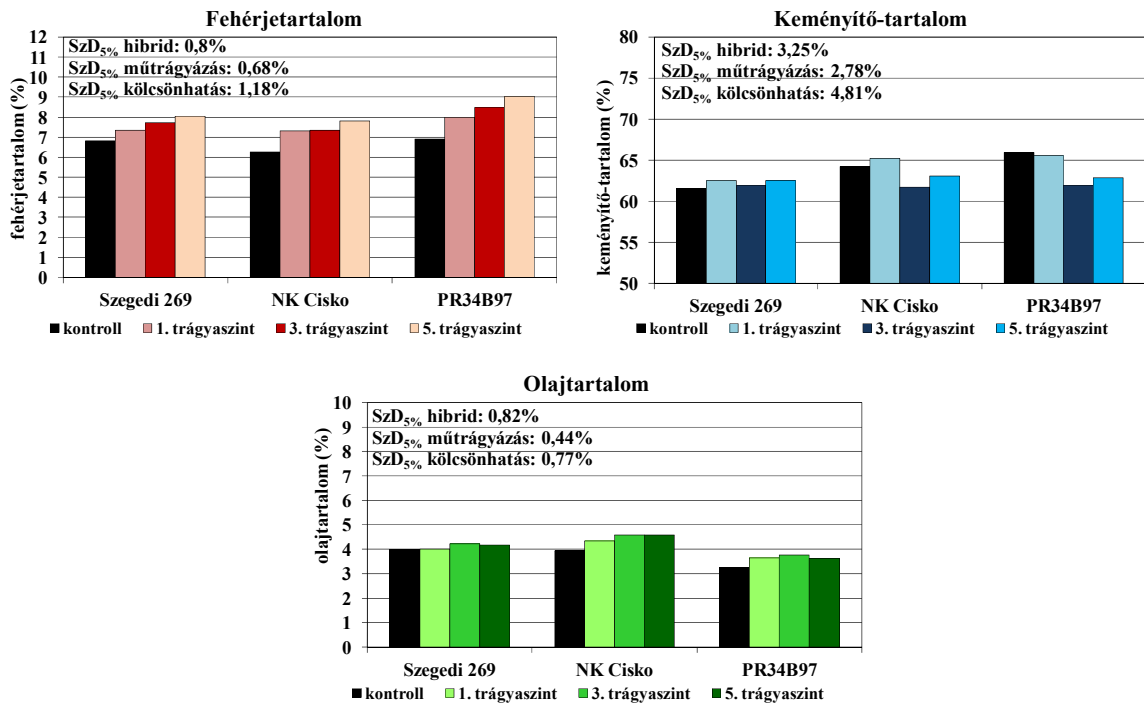 Fehérjetartalom
SzD5% hibrid: 0,8%
SzD5% műtrágyázás: 0,68%
SzD5% kölcsönhatás: 1,18%
fehérjetartalom (%)
12
11
10
9
8
7
6
5
4
3
2
1
0
Szegedi 269 NK Cisko PR34B97
kontroll 1. trágyaszint 3. trágyaszint 5. trágyaszint
Keményítő-tartalom
SzD5% hibrid: 3,25%
SzD5% műtrágyázás: 2,78%
SzD5% kölcsönhatás: 4,81%
keményítő-tartalom (%)
80
75
70
65
60
55
50
Szegedi 269 NK Cisko PR34B97
kontroll 1. trágyaszint 3. trágyaszint 5. trágyaszint
Olajtartalom
SzD5% hibrid: 0,82%
SzD5% műtrágyázás: 0,44%
SzD5% kölcsönhatás: 0,77%
olajtartalom (%)
10
9
8
7
6
5
4
3
2
1
0
Szegedi 269 NK Cisko PR34B97
kontroll 1. trágyaszint 3. trágyaszint 5. trágyaszint